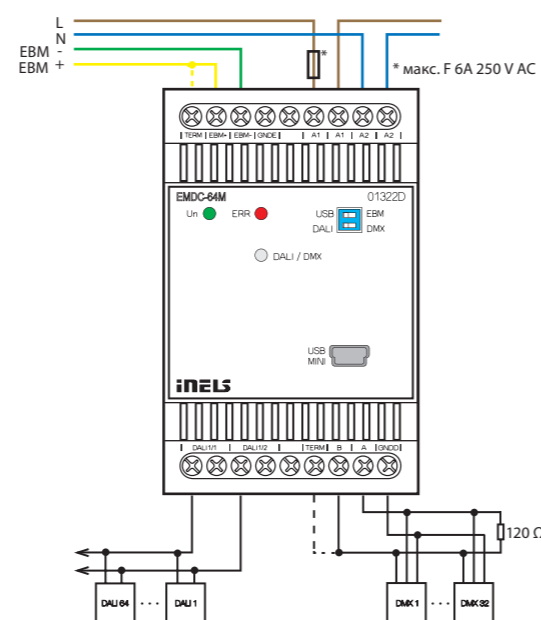 L
N
EBM -
EBM +
*
* макс. F 6A 250 V AC
TERM | EBM+ | EBM- | GNDE | | A1 | A1 | A2 | A2 |
EMDC-64M 01322D
Un ERR USB EBM
DALI DMX
DALI / DMX
USB
MINI
iNELS
| DALI1/1 | DALI1/2 | | TERM | B | A | GNDD |
120 Ω
DALI 64 ... DALI 1 DMX 1 ... DMX 32